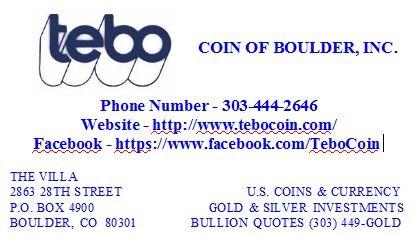 tebo
COIN OF BOULDER, INC.
Phone Number - 303-444-2646
Website - http://www.tebocoin.com/
Facebook - https://www.facebook.com/TeboCoin
THE VILLA
2863 28TH STREET U.S. COINS & CURRENCY
P.O. BOX 4900 GOLD & SILVER INVESTMENTS
BOULDER, CO 80301 BULLION QUOTES (303) 449-GOLD